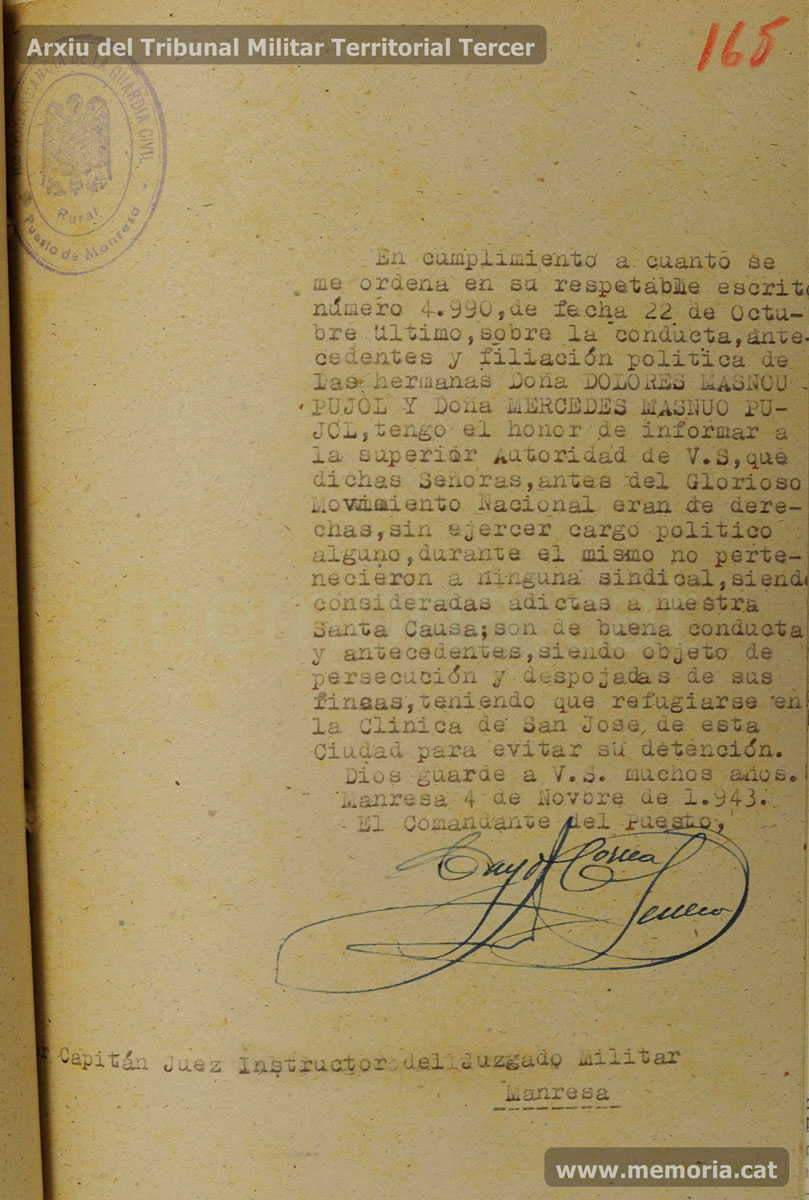 Arxiu del Tribunal Militar Territorial Tercer
165
GUARDIA CIVIL
Rural
Puesto de Manresa
En cumplimiento a cuanto se
me ordena en su respetable escrito
número 4.990,de fecha 22 de Octu-
bre ultimo,sobre la conducta,ante-
cedentes y filiación politica de
las hermanas Doña DOLORES MASNOU
PUJOL Y Doña MERCEDES MASNUO PU-
JOL,tengo el honor de informar a
la superior Autoridad de V.S,que
dichas Señoras,antes del Glorioso
Movimiento Nacional eran de dere-
chas,sin ejercer cargo politico
alguno,durante el mismo no perte-
necieron a ninguna sindical,siendo
consideradas adictas a nuestra
Santa Causa;son de buena conducta
y antecedentes,siendo objeto de
persecución y despojadas de sus
fincas,teniendo que refugiarse en
la Clinica de San Jose, de esta
Ciudad para evitar su detención.
Dios guarde a V.S. muchos años.
Manresa 4 de Novbre de 1.943.
El Comandante del Puesto,
Cayo Correa
Capitán Juez Instructor del Juzgado Militar
Manresa
www.memoria.cat